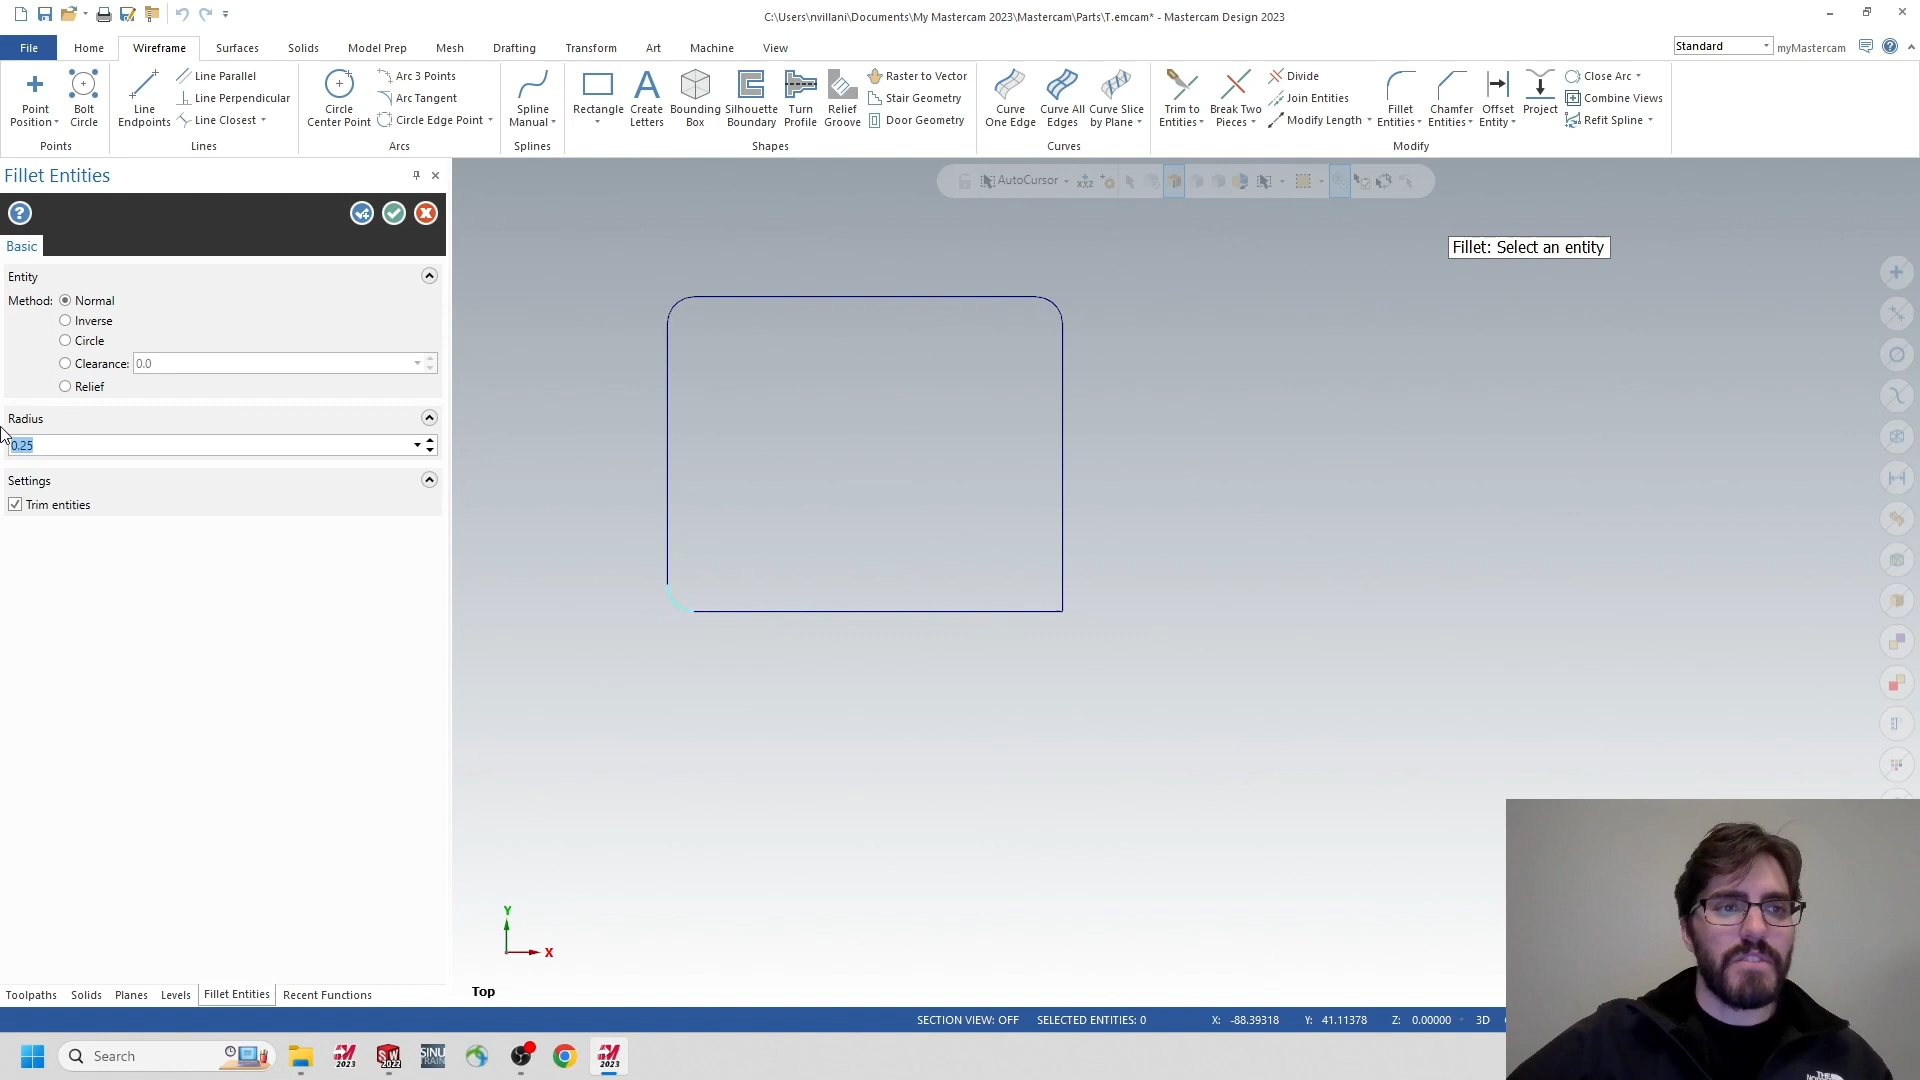 C:\Users\nvillani\Documents\My Mastercam 2023\Mastercam\Parts\T.emcam* - Mastercam Design 2023
File Home Wireframe Surfaces Solids Model Prep Mesh Drafting Transform Art Machine View
Standard myMastercam
Point Position
Bolt Circle
Points
Line Endpoints
Line Parallel
Line Perpendicular
Line Closest
Lines
Circle Center Point
Arc 3 Points
Arc Tangent
Circle Edge Point
Arcs
Spline Manual
Splines
Rectangle
Create Letters
Bounding Box
Silhouette Boundary
Turn Profile
Relief Groove
Raster to Vector
Stair Geometry
Door Geometry
Shapes
Curve One Edge
Curve All Edges
Curve Slice by Plane
Curves
Trim to Entities
Break Two Pieces
Divide
Join Entities
Modify Length
Fillet Entities
Chamfer Entities
Offset Entity
Project
Close Arc
Combine Views
Refit Spline
Modify
Fillet Entities
Basic
Entity
Method: Normal
Inverse
Circle
Clearance: 0.0
Relief
Radius
0.25
Settings
Trim entities
AutoCursor
Fillet: Select an entity
Y
X
Top
Toolpaths Solids Planes Levels Fillet Entities Recent Functions
SECTION VIEW: OFF SELECTED ENTITIES: 0 X: -88.39318 Y: 41.11378 Z: 0.00000 3D
Search
2023
SW
2022
SINU
TRAIN
2023
THE